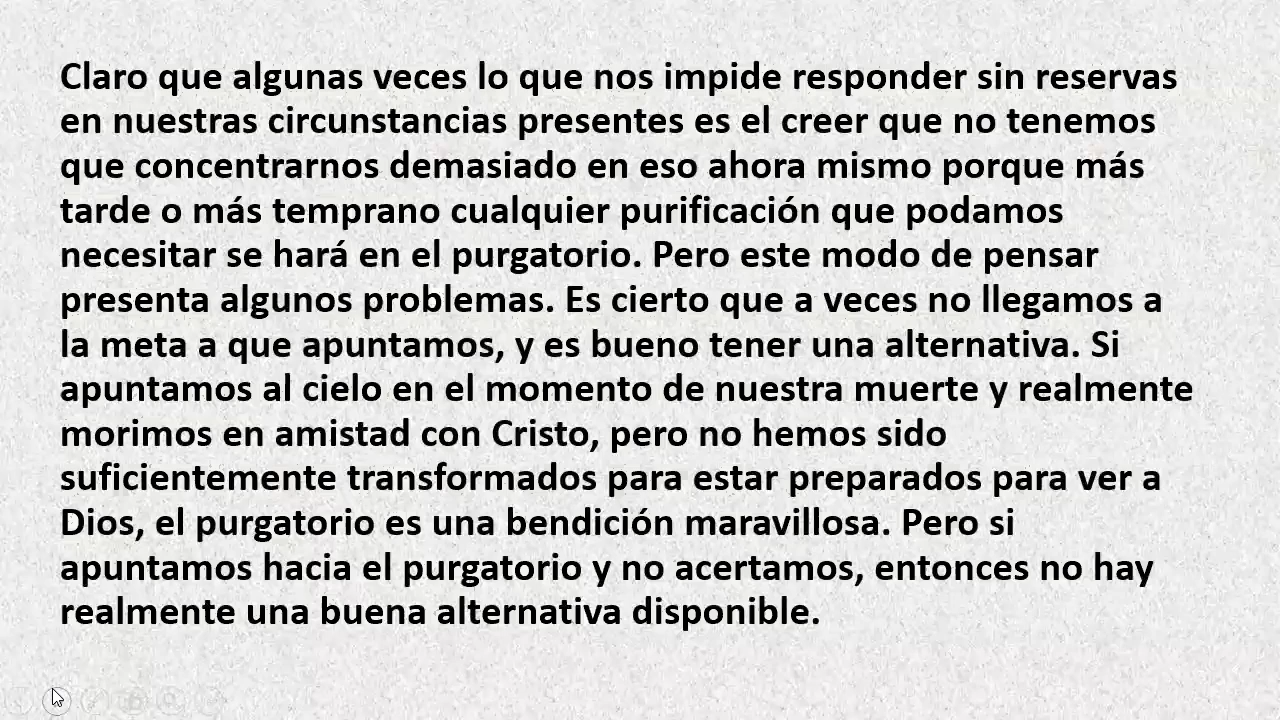 Claro que algunas veces lo que nos impide responder sin reservas
en nuestras circunstancias presentes es el creer que no tenemos
que concentrarnos demasiado en eso ahora mismo porque más
tarde o más temprano cualquier purificación que podamos
necesitar se hará en el purgatorio. Pero este modo de pensar
presenta algunos problemas. Es cierto que a veces no llegamos a
la meta a que apuntamos, y es bueno tener una alternativa. Si
apuntamos al cielo en el momento de nuestra muerte y realmente
morimos en amistad con Cristo, pero no hemos sido
suficientemente transformados para estar preparados para ver a
Dios, el purgatorio es una bendición maravillosa. Pero si
apuntamos hacia el purgatorio y no acertamos, entonces no hay
realmente una buena alternativa disponible.